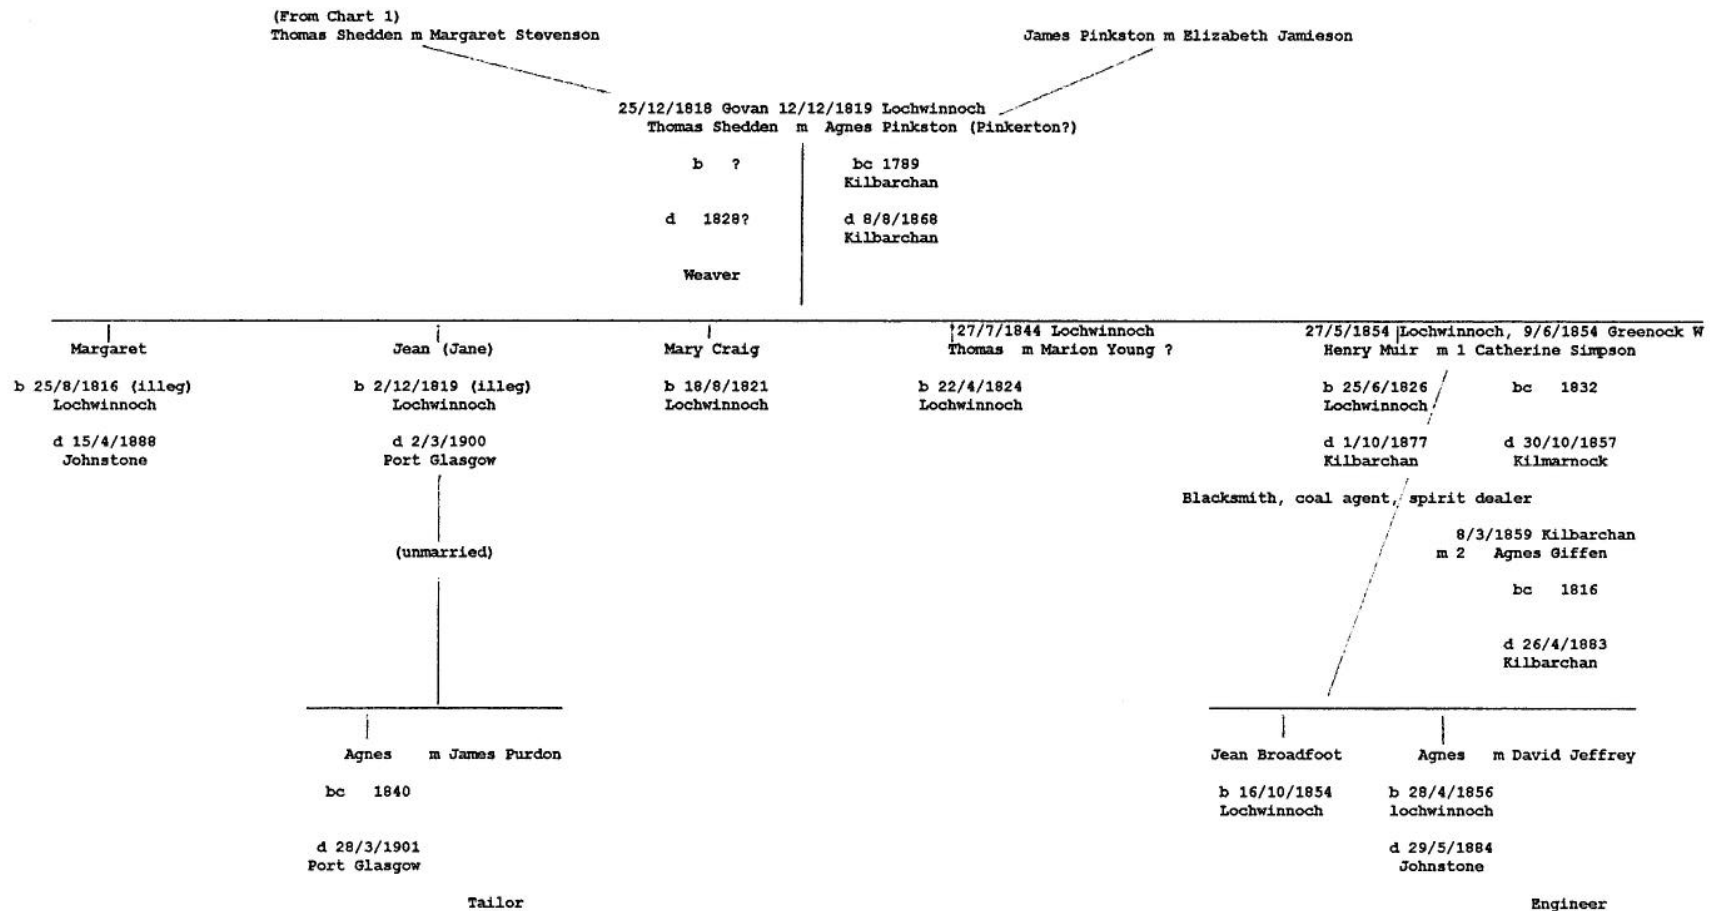 (From Chart 1)
Thomas Shedden m Margaret Stevenson
James Pinkston m Elizabeth Jamieson
25/12/1818 Govan 12/12/1819 Lochwinnoch
Thomas Shedden m Agnes Pinkston (Pinkerton?)
b ? bc 1789
Kilbarchan
d 1828? d 8/8/1868
Kilbarchan
Weaver
27/7/1844 Lochwinnoch 27/5/1854 Lochwinnoch, 9/6/1854 Greenock W
Margaret Jean (Jane) Mary Craig Thomas m Marion Young ? Henry Muir m 1 Catherine Simpson
b 25/8/1816 (illeg) b 2/12/1819 (illeg) b 18/8/1821 b 22/4/1824 b 25/6/1826 bc 1832
Lochwinnoch Lochwinnoch Lochwinnoch Lochwinnoch Lochwinnoch
d 15/4/1888 d 2/3/1900 d 1/10/1877 d 30/10/1857
Johnstone Port Glasgow Kilbarchan Kilmarnock
Blacksmith, coal agent, spirit dealer
8/3/1859 Kilbarchan
(unmarried) m 2 Agnes Giffen
bc 1816
d 26/4/1883
Kilbarchan
Agnes m James Purdon Jean Broadfoot Agnes m David Jeffrey
bc 1840 b 16/10/1854 b 28/4/1856
Lochwinnoch lochwinnoch
d 28/3/1901 d 29/5/1884
Port Glasgow Johnstone
Tailor Engineer